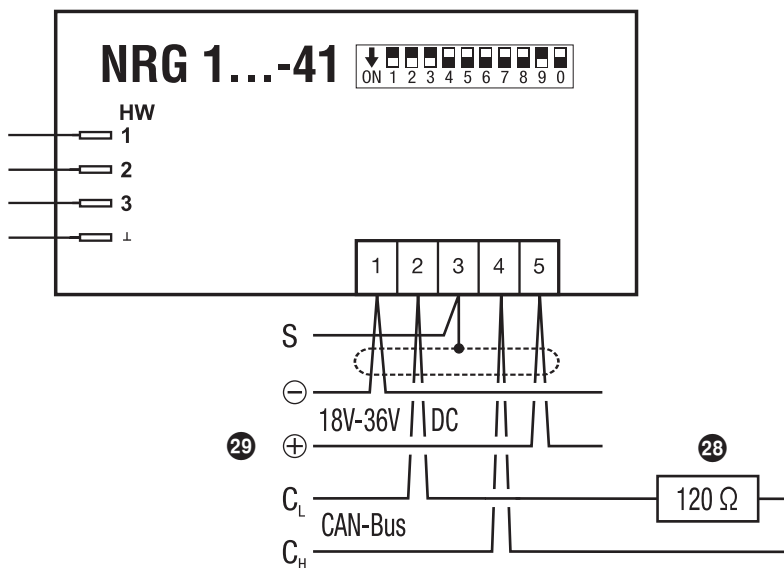 NRG 1...-41
ON 1 2 3 4 5 6 7 8 9 0
HW
1
2
3
⊥
1 2 3 4 5
S
⊖
18V-36V DC
29 ⊕ 28
C_L 120 Ω
CAN-Bus
C_H